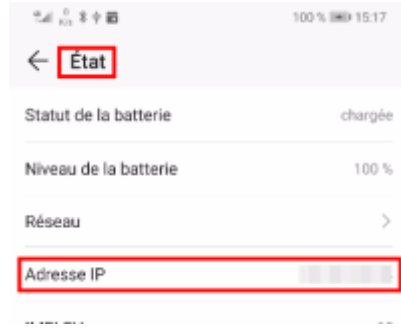 100 % 15:17
← État
Statut de la batterie chargée
Niveau de la batterie 100 %
Réseau >
Adresse IP